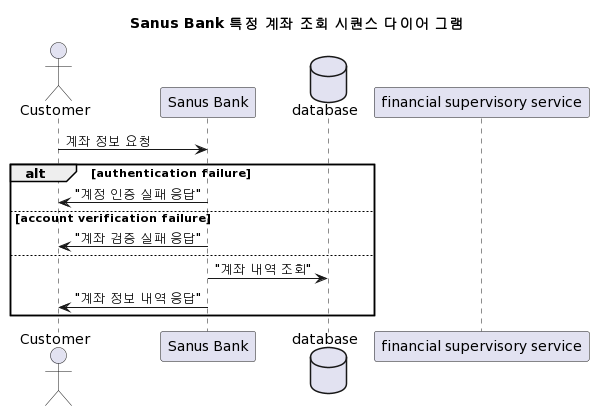 Sanus Bank 특정 계좌 조회 시퀀스 다이어 그램
Customer
Sanus Bank
database
financial supervisory service
계좌 정보 요청
alt [authentication failure]
"계정 인증 실패 응답"
[account verification failure]
"계좌 검증 실패 응답"
"계좌 내역 조회"
"계좌 정보 내역 응답"
Customer
Sanus Bank
database
financial supervisory service